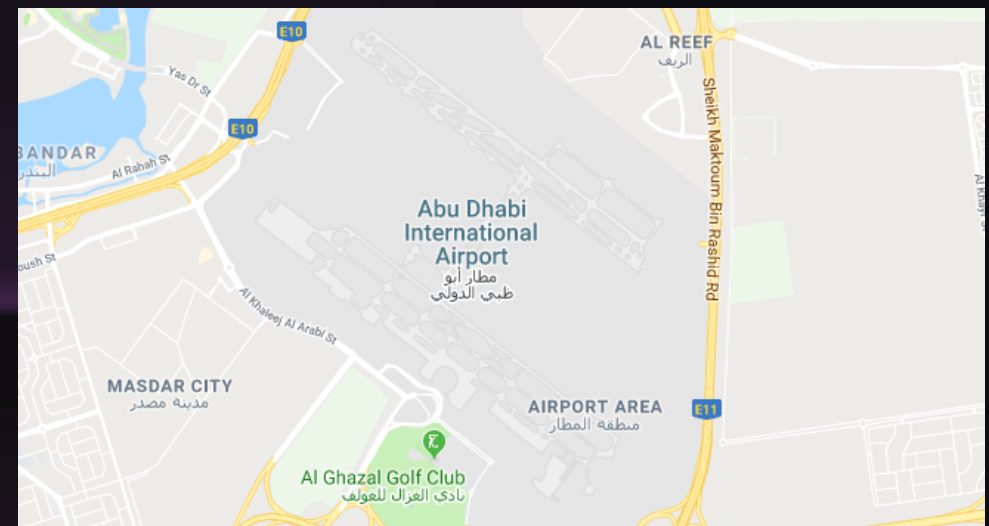 E10
AL REEF
الريف
Yas Dr St
Sheikh Maktoum Bin Rashid Rd
E10
BANDAR
البندر
Al Rahah St
Abu Dhabi
International
Airport
مطار أبو
ظبي الدولي
Al Khaleej Al Arabi St
MASDAR CITY
مدينة مصدر
AIRPORT AREA
منطقة المطار
E11
Al Ghazal Golf Club
نادي الغزال للغولف